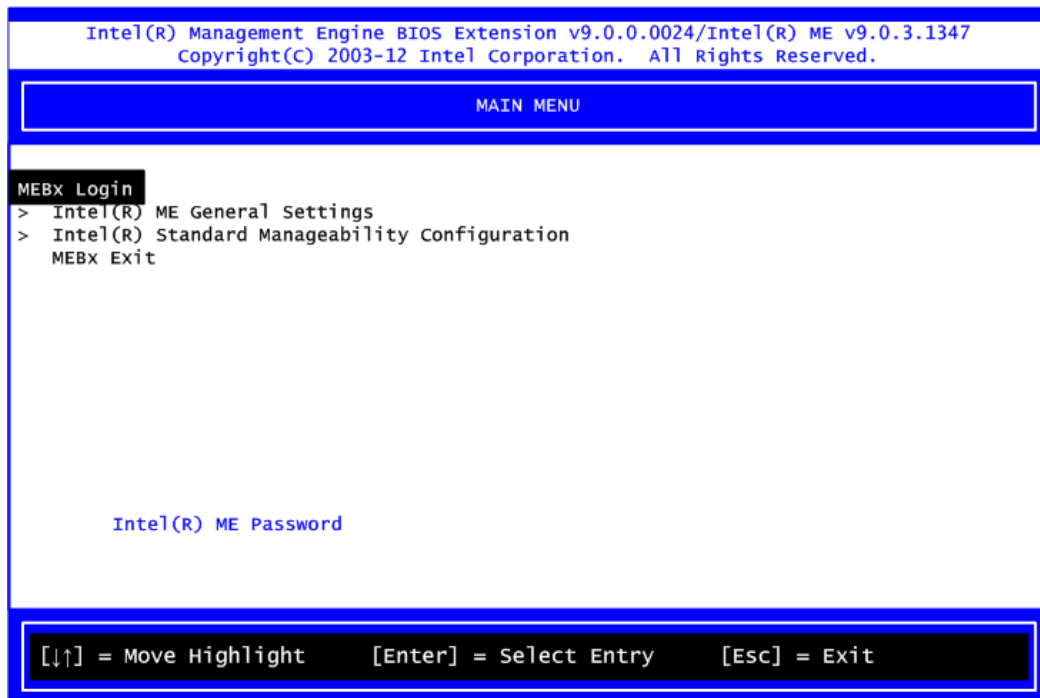 Intel(R) Management Engine BIOS Extension v9.0.0.0024/Intel(R) ME v9.0.3.1347
Copyright(C) 2003-12 Intel Corporation.  All Rights Reserved.
MAIN MENU
MEBx Login
>  Intel(R) ME General Settings
>  Intel(R) Standard Manageability Configuration
MEBx Exit
Intel(R) ME Password
[↓↑] = Move Highlight     [Enter] = Select Entry     [Esc] = Exit